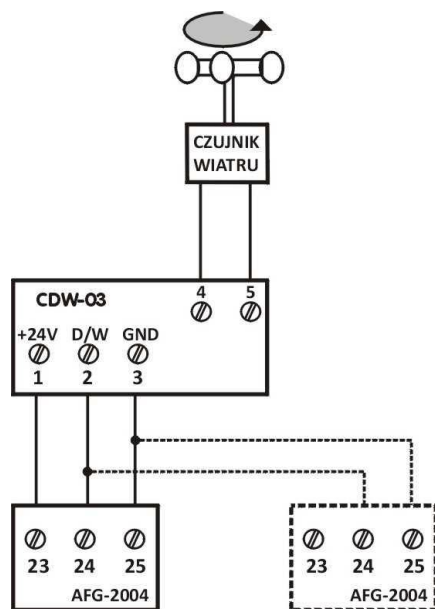 CZUJNIK
WIATRU
CDW-03
4 5
+24V D/W GND
1 2 3
23 24 25
AFG-2004
23 24 25
AFG-2004